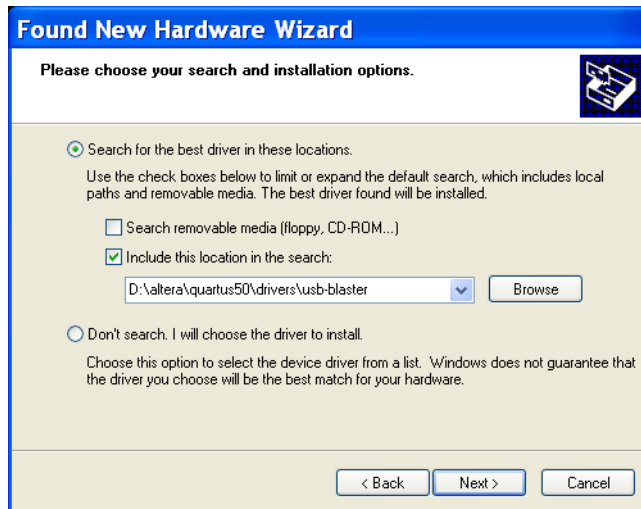 Found New Hardware Wizard
Please choose your search and installation options.
Search for the best driver in these locations.
Use the check boxes below to limit or expand the default search, which includes local
paths and removable media. The best driver found will be installed.
Search removable media (floppy, CD-ROM...)
Include this location in the search:
D:\altera\quartus50\drivers\usb-blaster
Browse
Don't search. I will choose the driver to install.
Choose this option to select the device driver from a list. Windows does not guarantee that
the driver you choose will be the best match for your hardware.
< Back
Next >
Cancel